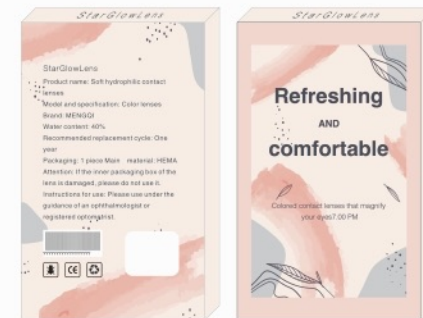 StarGlowLens
StarGlowLens
Product name: Soft hydrophilic contact
lenses
Model and specification: Color lenses
Brand: MENGQI
Water content: 40%
Recommended replacement cycle: One
year
Packaging: 1 piece Main material: HEMA
Attention: If the inner packaging box of the
lens is damaged, please do not use it.
Instructions for use: Please use under the
guidance of an ophthalmologist or
registered optometrist.
CE
StarGlowLens
Refreshing
AND
comfortable
Colored contact lenses that magnify
your eyes7.00 PM